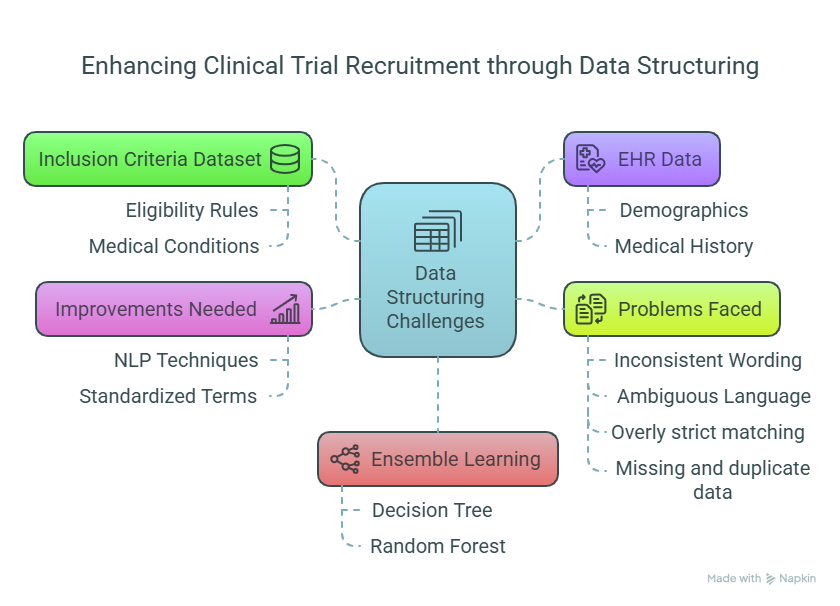 Enhancing Clinical Trial Recruitment through Data Structuring
Inclusion Criteria Dataset
Eligibility Rules
Medical Conditions
Improvements Needed
NLP Techniques
Standardized Terms
Data
Structuring
Challenges
EHR Data
Demographics
Medical History
Problems Faced
Inconsistent Wording
Ambiguous Language
Overly strict matching
Missing and duplicate
data
Ensemble Learning
Decision Tree
Random Forest
Made with Napkin